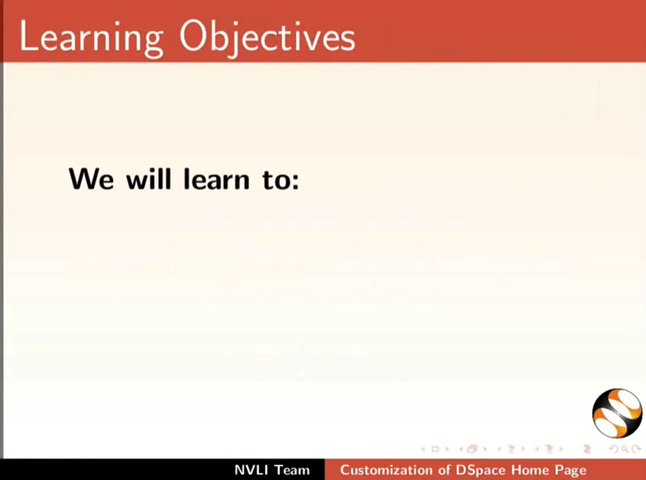 Learning Objectives
We will learn to:
NVLI Team Customization of DSpace Home Page